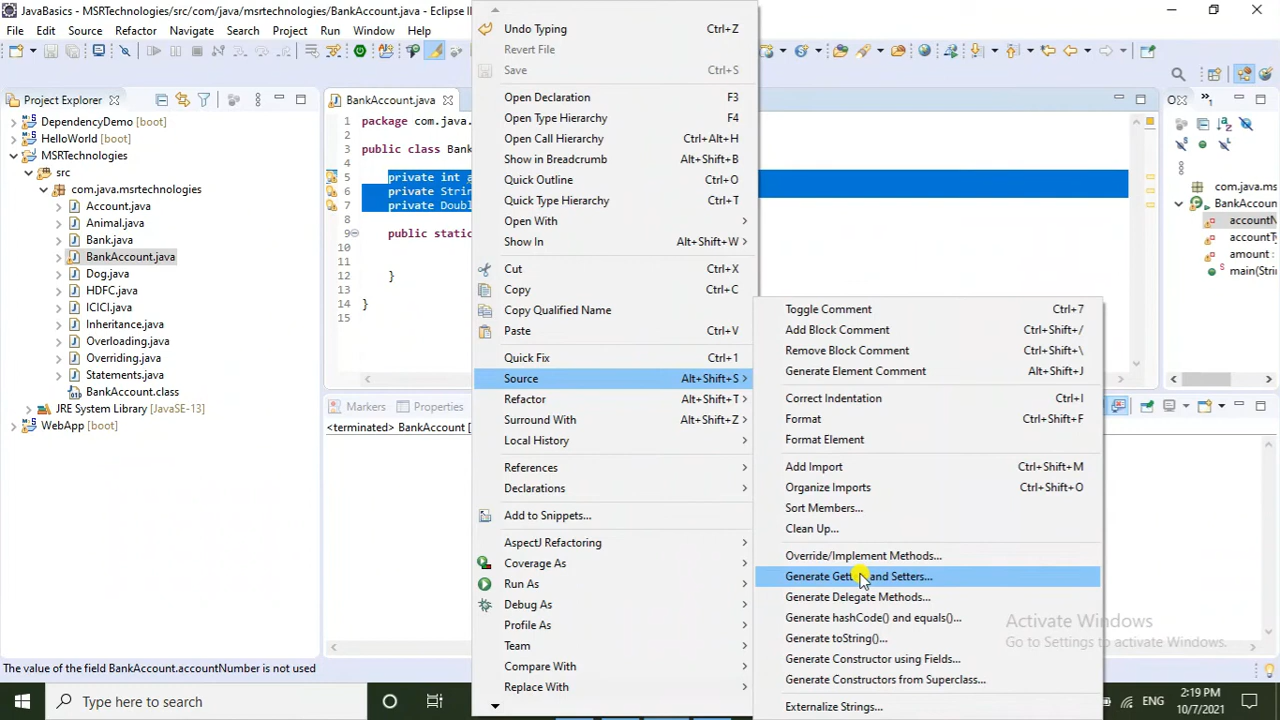 JavaBasics - MSRTechnologies/src/com/java/msrtechnologies/BankAccount.java - Eclipse I
File Edit Source Refactor Navigate Search Project Run Window Help
Project Explorer
DependencyDemo [boot]
HelloWorld [boot]
MSRTechnologies
src
com.java.msrtechnologies
Account.java
Animal.java
Bank.java
BankAccount.java
Dog.java
HDFC.java
ICICI.java
Inheritance.java
Overloading.java
Overriding.java
Statements.java
BankAccount.class
JRE System Library [JavaSE-13]
WebApp [boot]
BankAccount.java
1 package com.java.
2
3 public class Ban
4
5 private int a
6 private Strin
7 private Doubl
8
9 public static
10
11
12 }
13
14 }
15
Markers Properties
<terminated> BankAccount [
Undo Typing Ctrl+Z
Revert File
Save Ctrl+S
Open Declaration F3
Open Type Hierarchy F4
Open Call Hierarchy Ctrl+Alt+H
Show in Breadcrumb Alt+Shift+B
Quick Outline Ctrl+O
Quick Type Hierarchy Ctrl+T
Open With
Show In Alt+Shift+W
Cut Ctrl+X
Copy Ctrl+C
Copy Qualified Name
Paste Ctrl+V
Quick Fix Ctrl+1
Source Alt+Shift+S
Refactor Alt+Shift+T
Surround With Alt+Shift+Z
Local History
References
Declarations
Add to Snippets...
AspectJ Refactoring
Coverage As
Run As
Debug As
Profile As
Team
Compare With
Replace With
Toggle Comment Ctrl+7
Add Block Comment Ctrl+Shift+/
Remove Block Comment Ctrl+Shift+\
Generate Element Comment Alt+Shift+J
Correct Indentation Ctrl+I
Format Ctrl+Shift+F
Format Element
Add Import Ctrl+Shift+M
Organize Imports Ctrl+Shift+O
Sort Members...
Clean Up...
Override/Implement Methods...
Generate Getters and Setters...
Generate Delegate Methods...
Generate hashCode() and equals()...
Generate toString()...
Generate Constructor using Fields...
Generate Constructors from Superclass...
Externalize Strings...
com.java.ms
BankAccoun
accountN
accountTy
amount :
main(Strin
Activate Windows
Go to Settings to activate Windows.
The value of the field BankAccount.accountNumber is not used
Type here to search
ENG
2:19 PM
10/7/2021